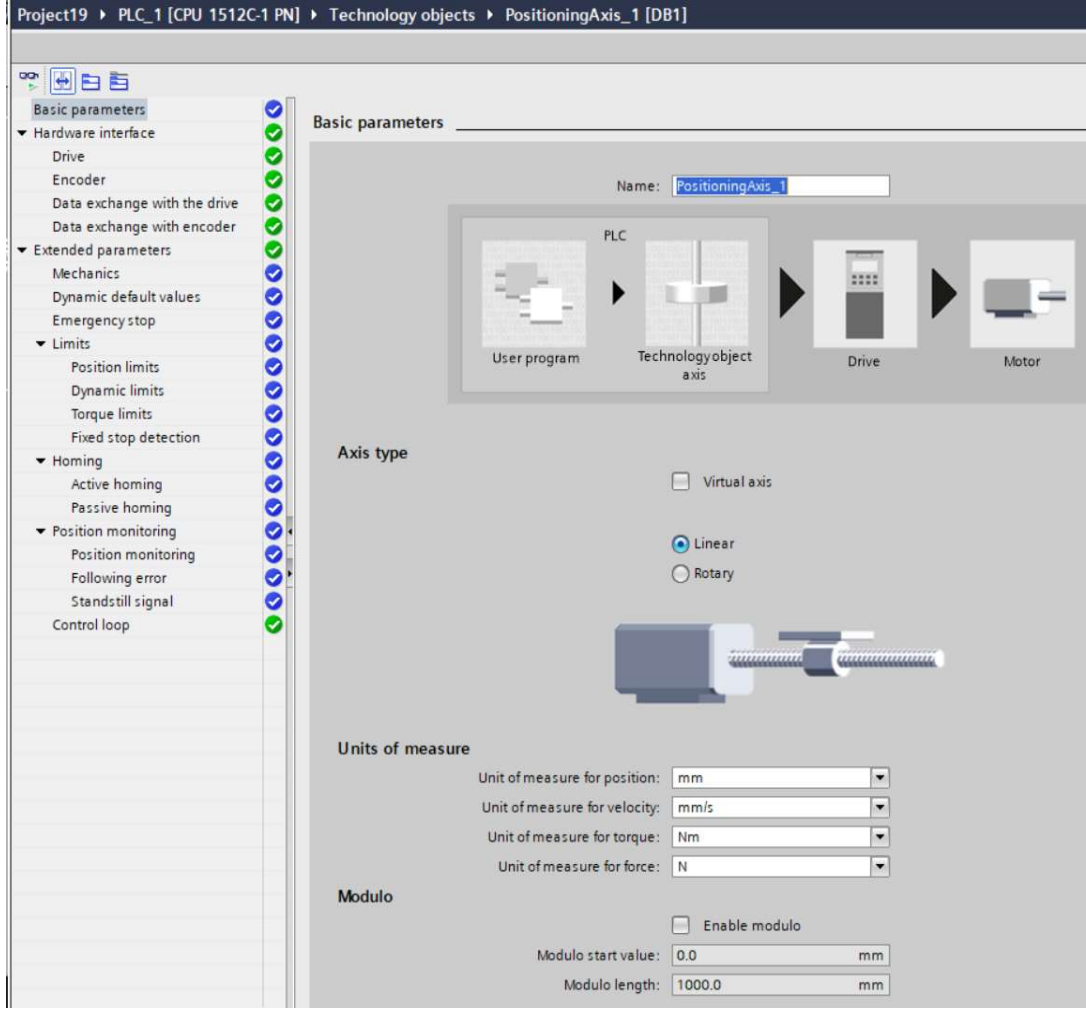 Project19 ▸ PLC_1 [CPU 1512C-1 PN] ▸ Technology objects ▸ PositioningAxis_1 [DB1]
Basic parameters
Hardware interface
Drive
Encoder
Data exchange with the drive
Data exchange with encoder
Extended parameters
Mechanics
Dynamic default values
Emergency stop
Limits
Position limits
Dynamic limits
Torque limits
Fixed stop detection
Homing
Active homing
Passive homing
Position monitoring
Position monitoring
Following error
Standstill signal
Control loop
Basic parameters
Name: PositioningAxis_1
PLC
User program
Technology object
axis
Drive
Motor
Axis type
Virtual axis
Linear
Rotary
Units of measure
Unit of measure for position: mm
Unit of measure for velocity: mm/s
Unit of measure for torque: Nm
Unit of measure for force: N
Modulo
Enable modulo
Modulo start value: 0.0 mm
Modulo length: 1000.0 mm